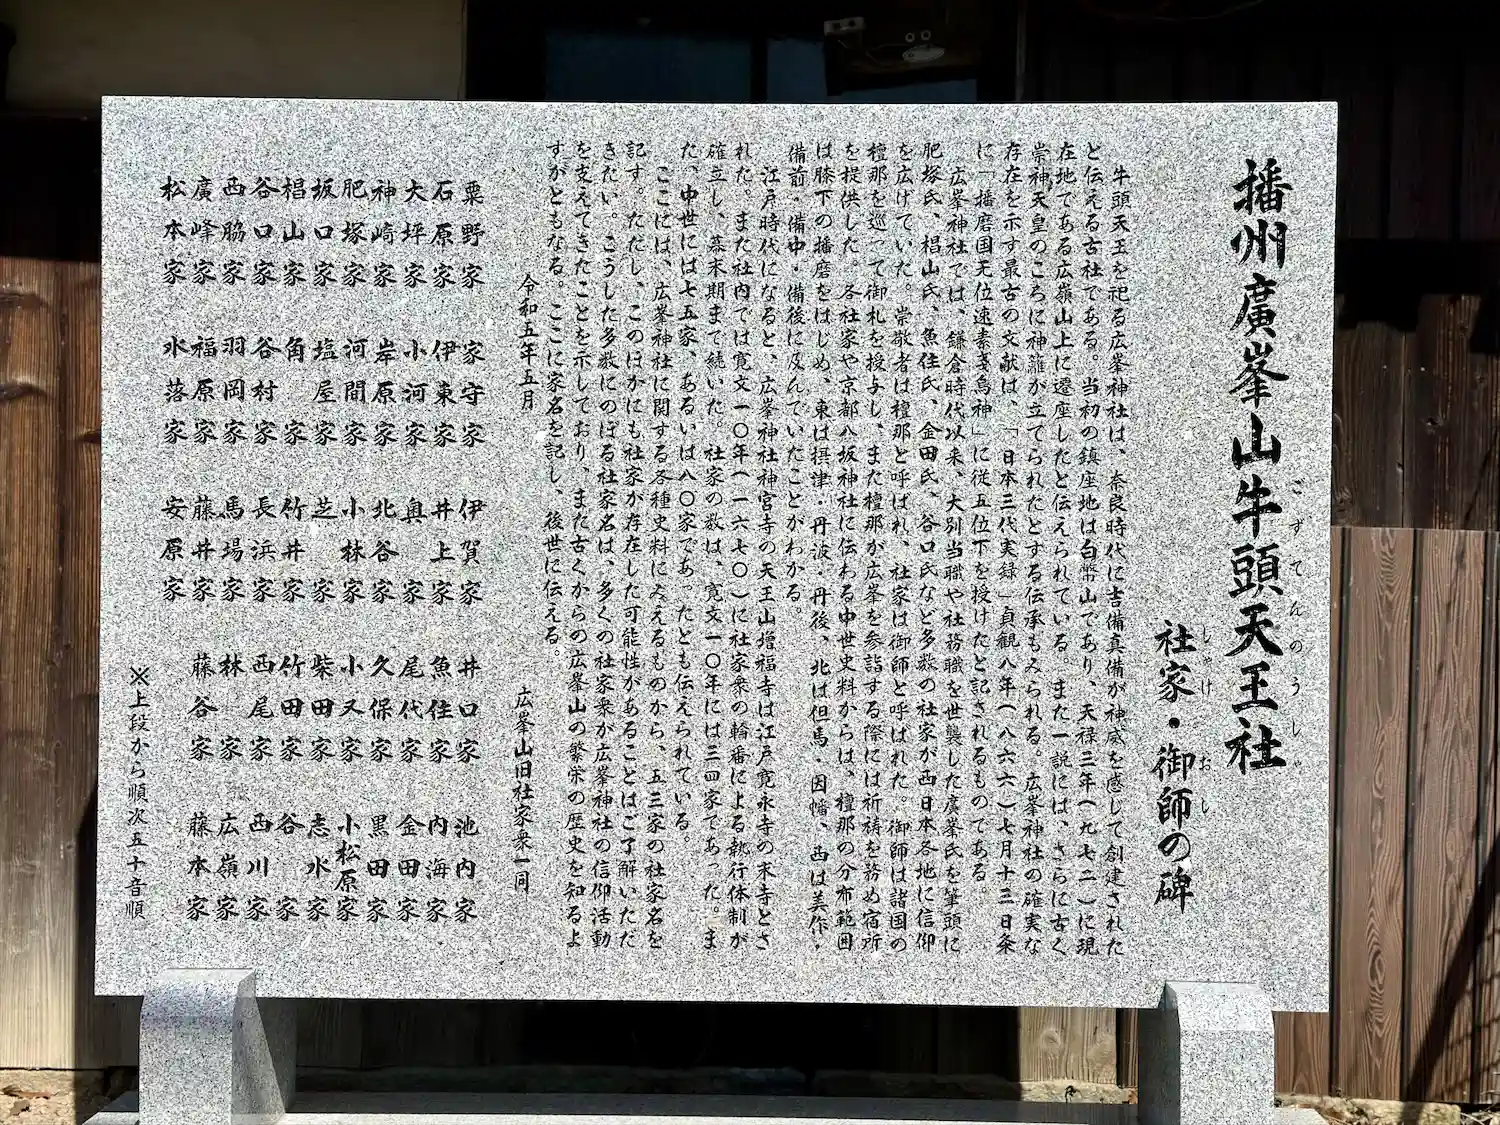 播州廣峯山牛頭天王社
ごずてんのうしゃ
社家・御師の碑
しゃけ おし
牛頭天王を祀る広峯神社は、奈良時代に吉備真備が神威を感じて創建された
と伝える古社である。当初の鎮座地は白幣山であり、天禄三年(九七二)に現
在地である広嶺山上に遷座したと伝えられている。また一説には、さらに古く
崇神天皇のころに神籬が立てられたとする伝承もみられる。広峯神社の確実な
存在を示す最古の文献は、「日本三代実録」貞観八年(八六六)七月十三日条
に「播磨国无位速素戔烏神」に従五位下を授けたと記されるものである。
広峯神社では、鎌倉時代以来、大別当職や社務職を世襲した廣峯氏を筆頭に
肥塚氏、椙山氏、魚住氏、金田氏、谷口氏など多数の社家が西日本各地に信仰
を広げていた。崇敬者は檀那と呼ばれ、社家は御師と呼ばれた。御師は諸国の
檀那を巡って御札を授与し、また檀那が広峯を参詣する際には祈祷を務め宿所
を提供した。各社家や京都八坂神社に伝わる中世史料からは、檀那の分布範囲
は膝下の播磨をはじめ、東は摂津・丹波・丹後、北は但馬・因幡、西は美作・
備前・備中・備後に及んでいたことがわかる。
江戸時代になると、広峯神社神宮寺の天王山増福寺は江戸寛永寺の末寺とさ
れた。また社内では寛文一〇年(一六七〇)に社家衆の輪番による執行体制が
確立し、幕末期まで続いた。社家の数は、寛文一〇年には三四家であった。ま
た、中世には七五家、あるいは八〇家であったとも伝えられている。
ここには、広峯神社に関する各種史料にみえるものから、五三家の社家名を
記す。ただし、このほかにも社家が存在した可能性があることはご了解いただ
きたい。こうした多数にのぼる社家名は、多くの社家衆が広峯神社の信仰活動
を支えてきたことを示しており、また古くからの広峯山の繁栄の歴史を知るよ
すがともなる。ここに家名を記し、後世に伝える。
令和五年五月 広峯山旧社家衆一同
粟野家 家守家 伊賀家 井口家 池内家
石原家 伊東家 井上家 魚住家 内海家
大坪家 小河家 奥家 尾代家 金田家
神崎家 岸原家 北谷家 久保家 黒田家
肥塚家 河間家 小林家 小又家 小松原家
坂口家 塩屋家 芝家 柴田家 志水家
椙山家 角家 竹井家 竹田家 谷家
谷口家 谷村家 長浜家 西尾家 西川家
西脇家 羽岡家 馬場家 林家 広嶺家
廣峰家 福原家 藤井家 藤谷家 藤本家
松本家 水落家 安原家
※上段から順次五十音順